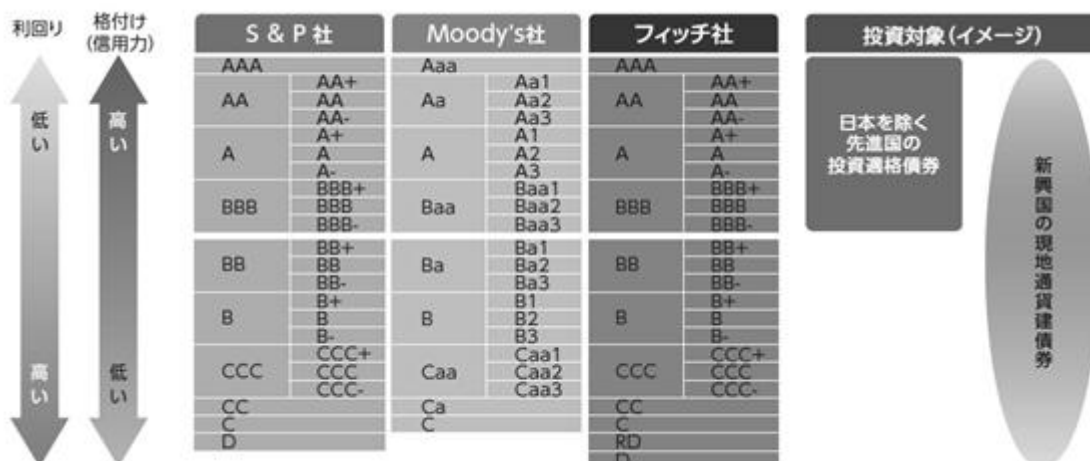 利回り
格付け
(信用力)
S & P 社
Moody's社
フィッチ社
投資対象(イメージ)
低い
高い
高い
低い
AAA
AA
AA+
AA
AA-
A
A+
A
A-
BBB
BBB+
BBB
BBB-
BB
BB+
BB
BB-
B
B+
B
B-
CCC
CCC+
CCC
CCC-
CC
C
D
Aaa
Aa
Aa1
Aa2
Aa3
A
A1
A2
A3
Baa
Baa1
Baa2
Baa3
Ba
Ba1
Ba2
Ba3
B
B1
B2
B3
Caa
Caa1
Caa2
Caa3
Ca
C
AAA
AA
AA+
AA
AA-
A
A+
A
A-
BBB
BBB+
BBB
BBB-
BB
BB+
BB
BB-
B
B+
B
B-
CCC
CCC+
CCC
CCC-
CC
C
RD
D
日本を除く
先進国の
投資適格債券
新興国の現地通貨建債券